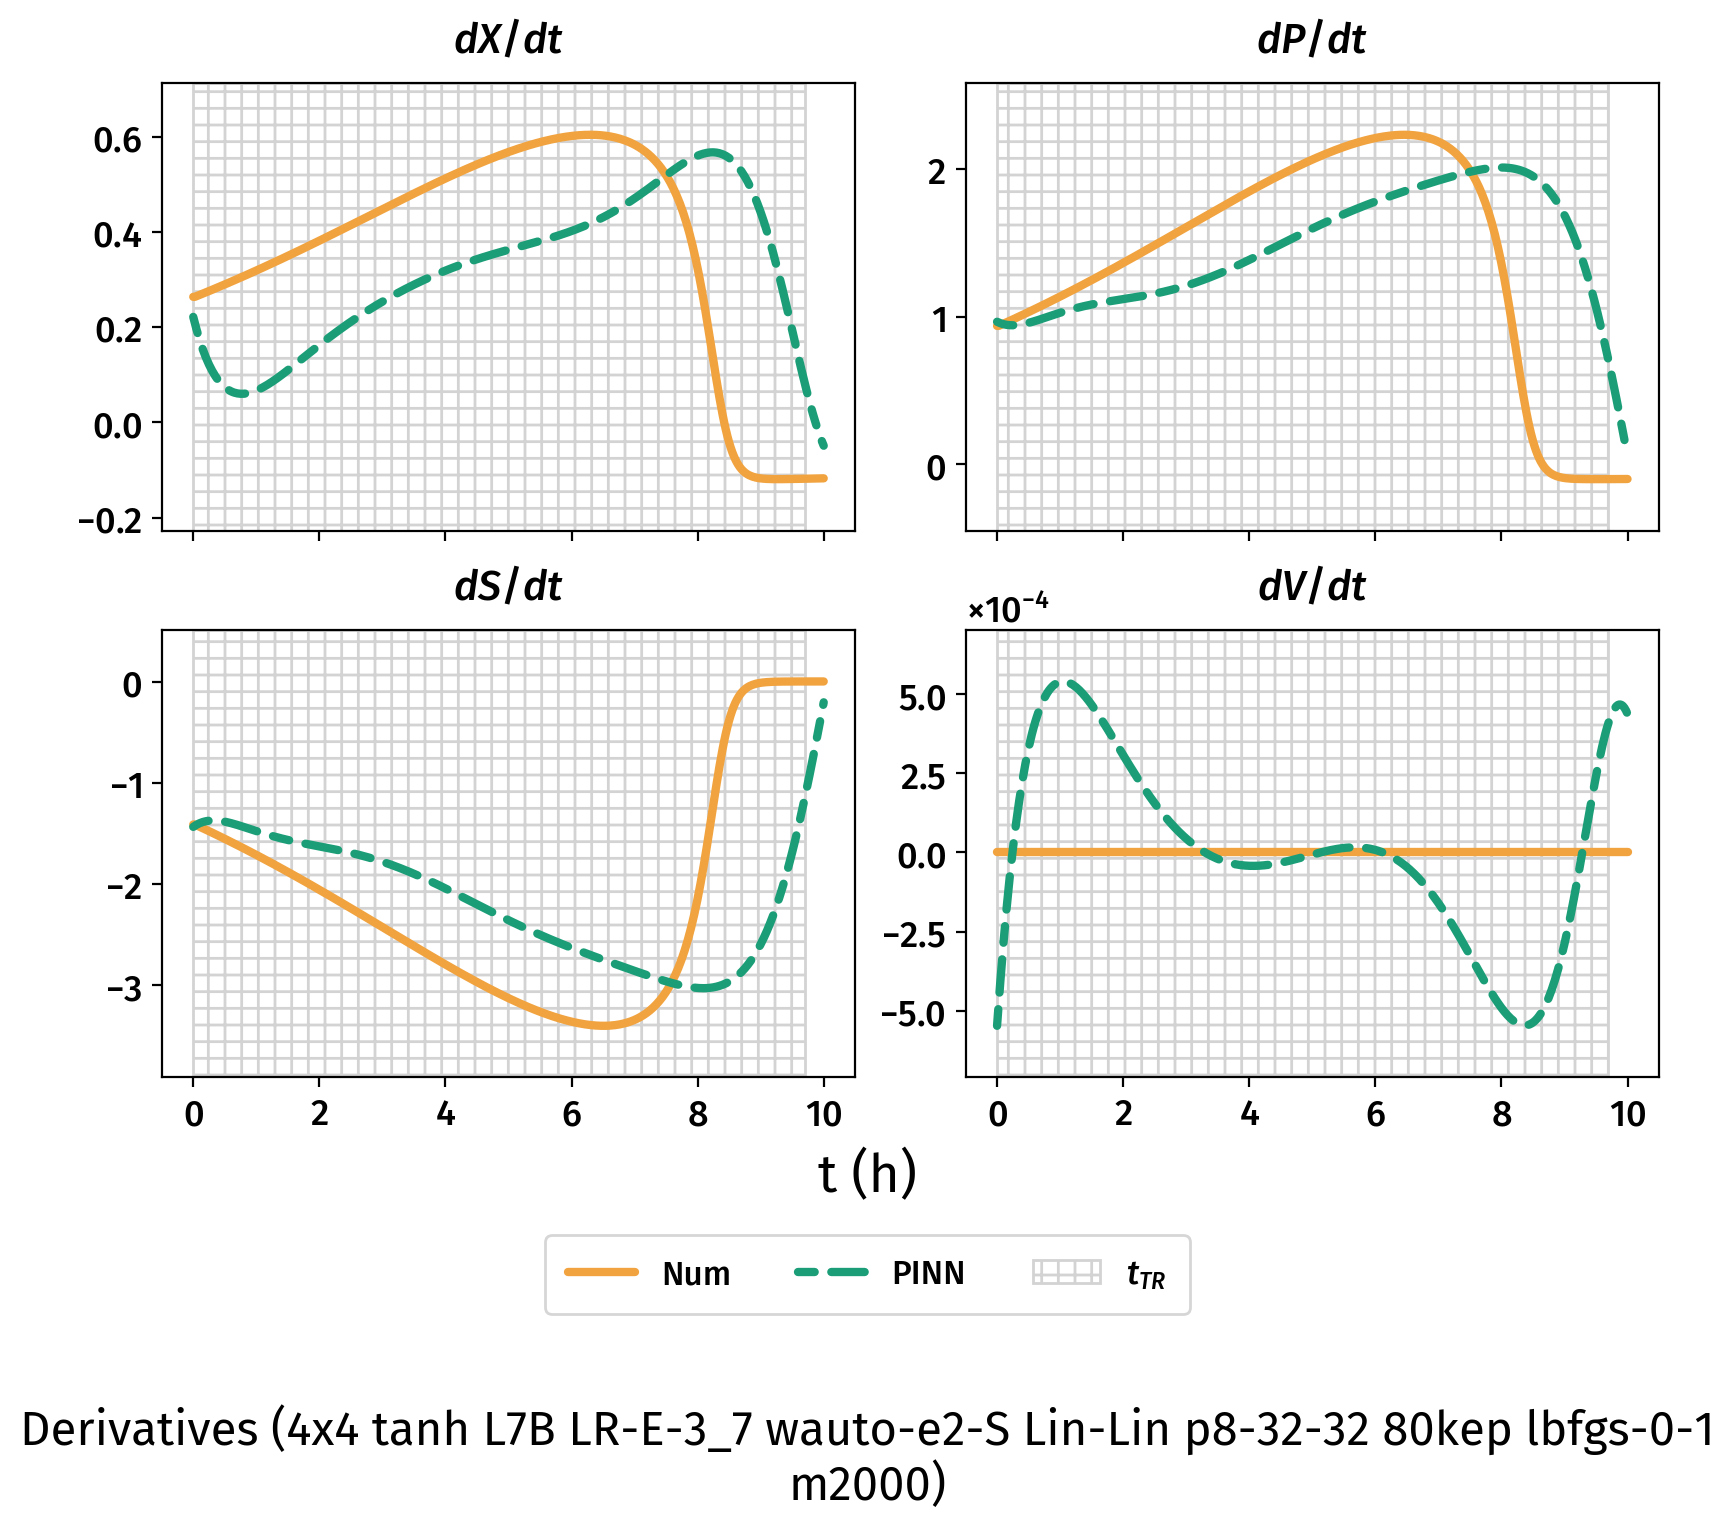 dX/dt
dP/dt
0.6
0.4
0.2
0.0
−0.2
2
1
0
dS/dt
dV/dt
×10⁻⁴
0
−1
−2
−3
5.0
2.5
0.0
−2.5
−5.0
0 2 4 6 8 10
0 2 4 6 8 10
t (h)
Num PINN t_TR
Derivatives (4x4 tanh L7B LR-E-3_7 wauto-e2-S Lin-Lin p8-32-32 80kep lbfgs-0-1
m2000)